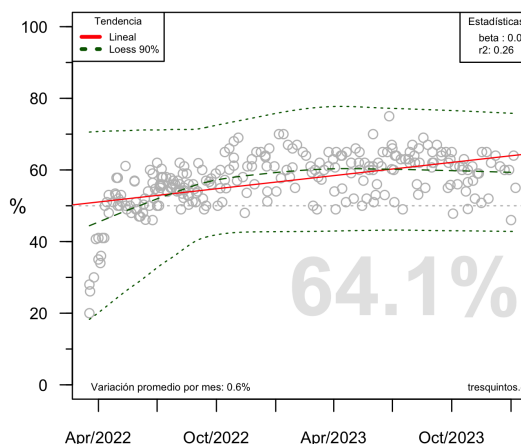 Tendencia
Lineal
Loess 90%
Estadísticas
beta : 0.0
r2: 0.26
100
80
60
40
20
0
%
64.1%
Variación promedio por mes: 0.6%
tresquintos.
Apr/2022
Oct/2022
Apr/2023
Oct/2023